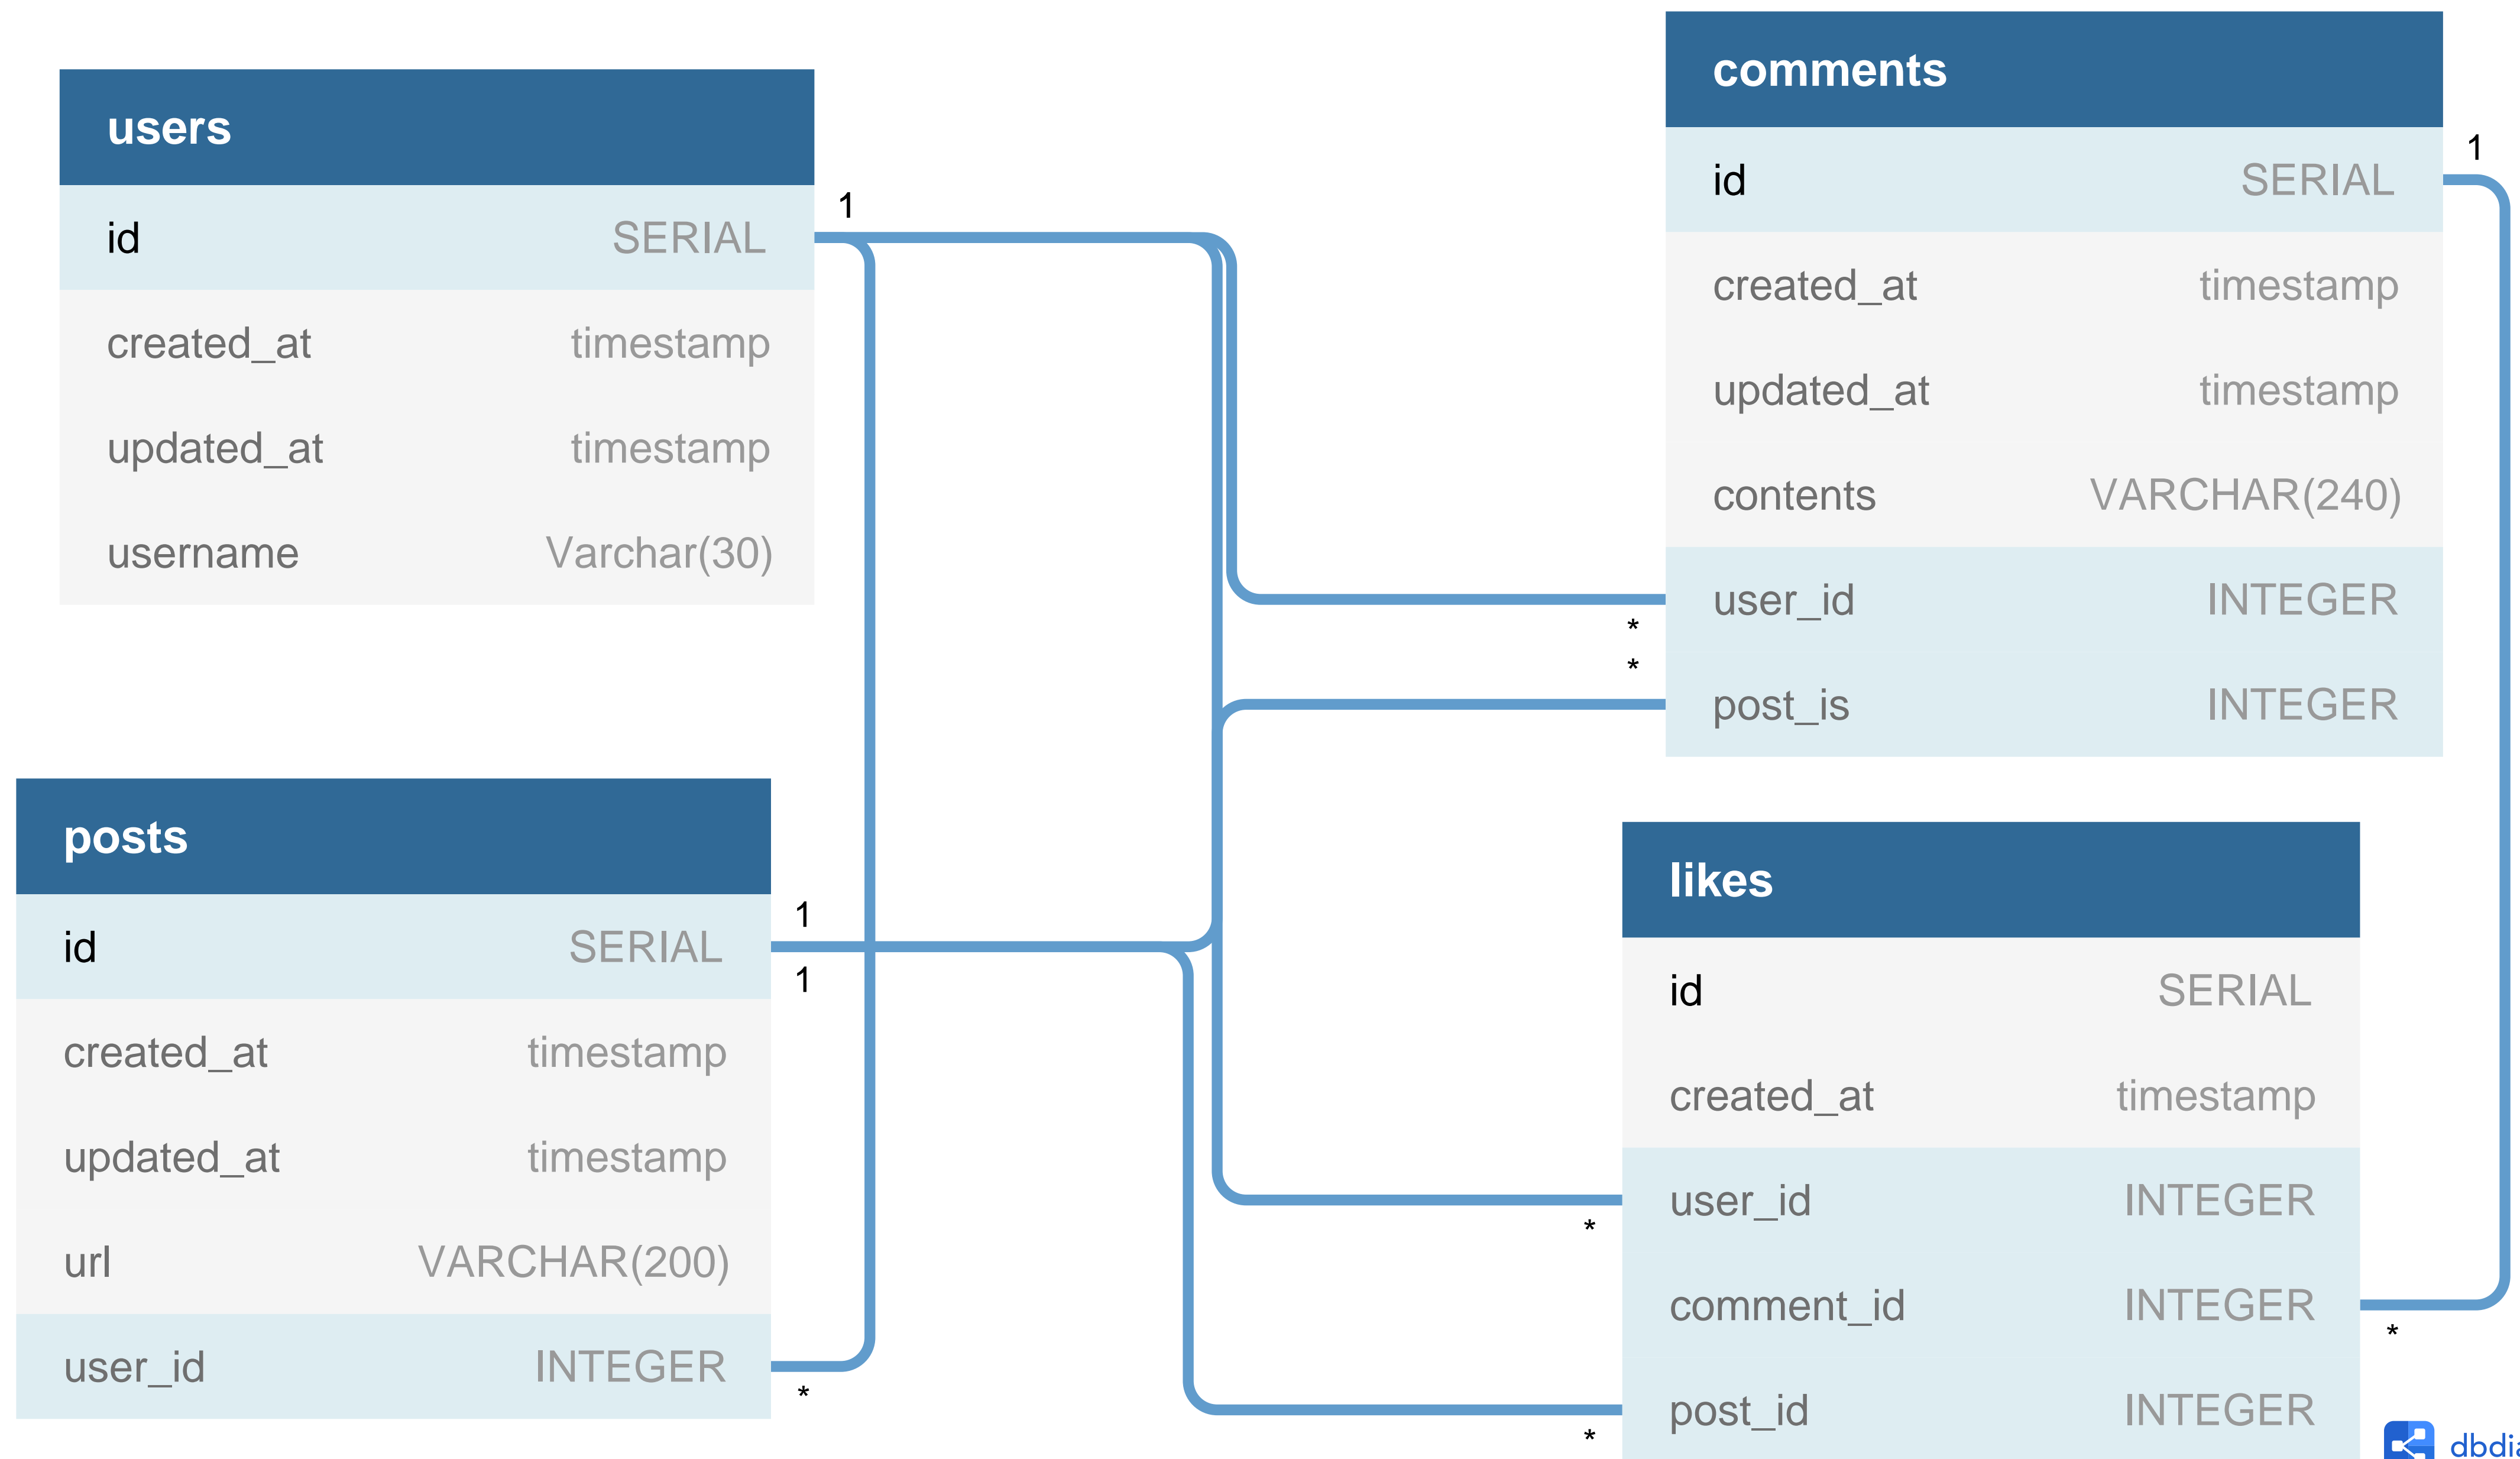 users
id SERIAL
created_at timestamp
updated_at timestamp
username Varchar(30)
1
comments
id SERIAL
created_at timestamp
updated_at timestamp
contents VARCHAR(240)
user_id INTEGER
post_is INTEGER
1
*
*
posts
id SERIAL
created_at timestamp
updated_at timestamp
url VARCHAR(200)
user_id INTEGER
1
1
*
likes
id SERIAL
created_at timestamp
user_id INTEGER
comment_id INTEGER
post_id INTEGER
*
*
*